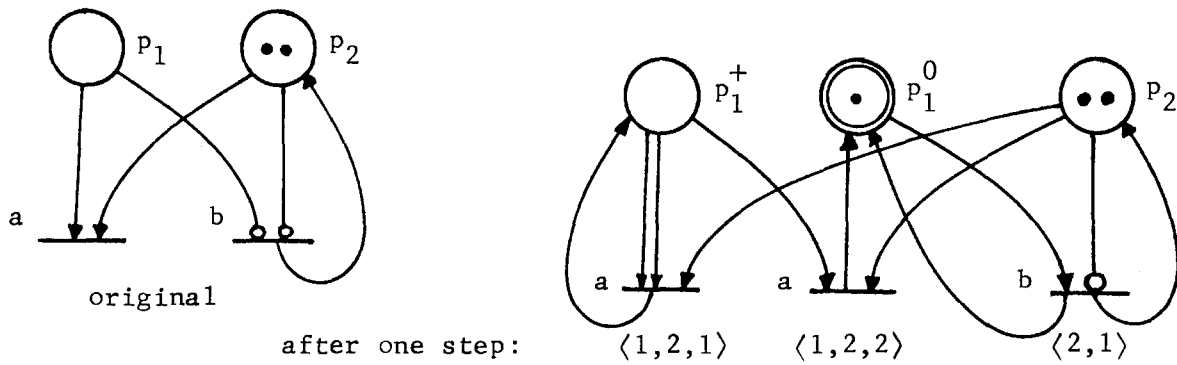 p₁ p₂
a b
original
p₁⁺ p₁⁰ p₂
a a b
after one step: ⟨1,2,1⟩ ⟨1,2,2⟩ ⟨2,1⟩